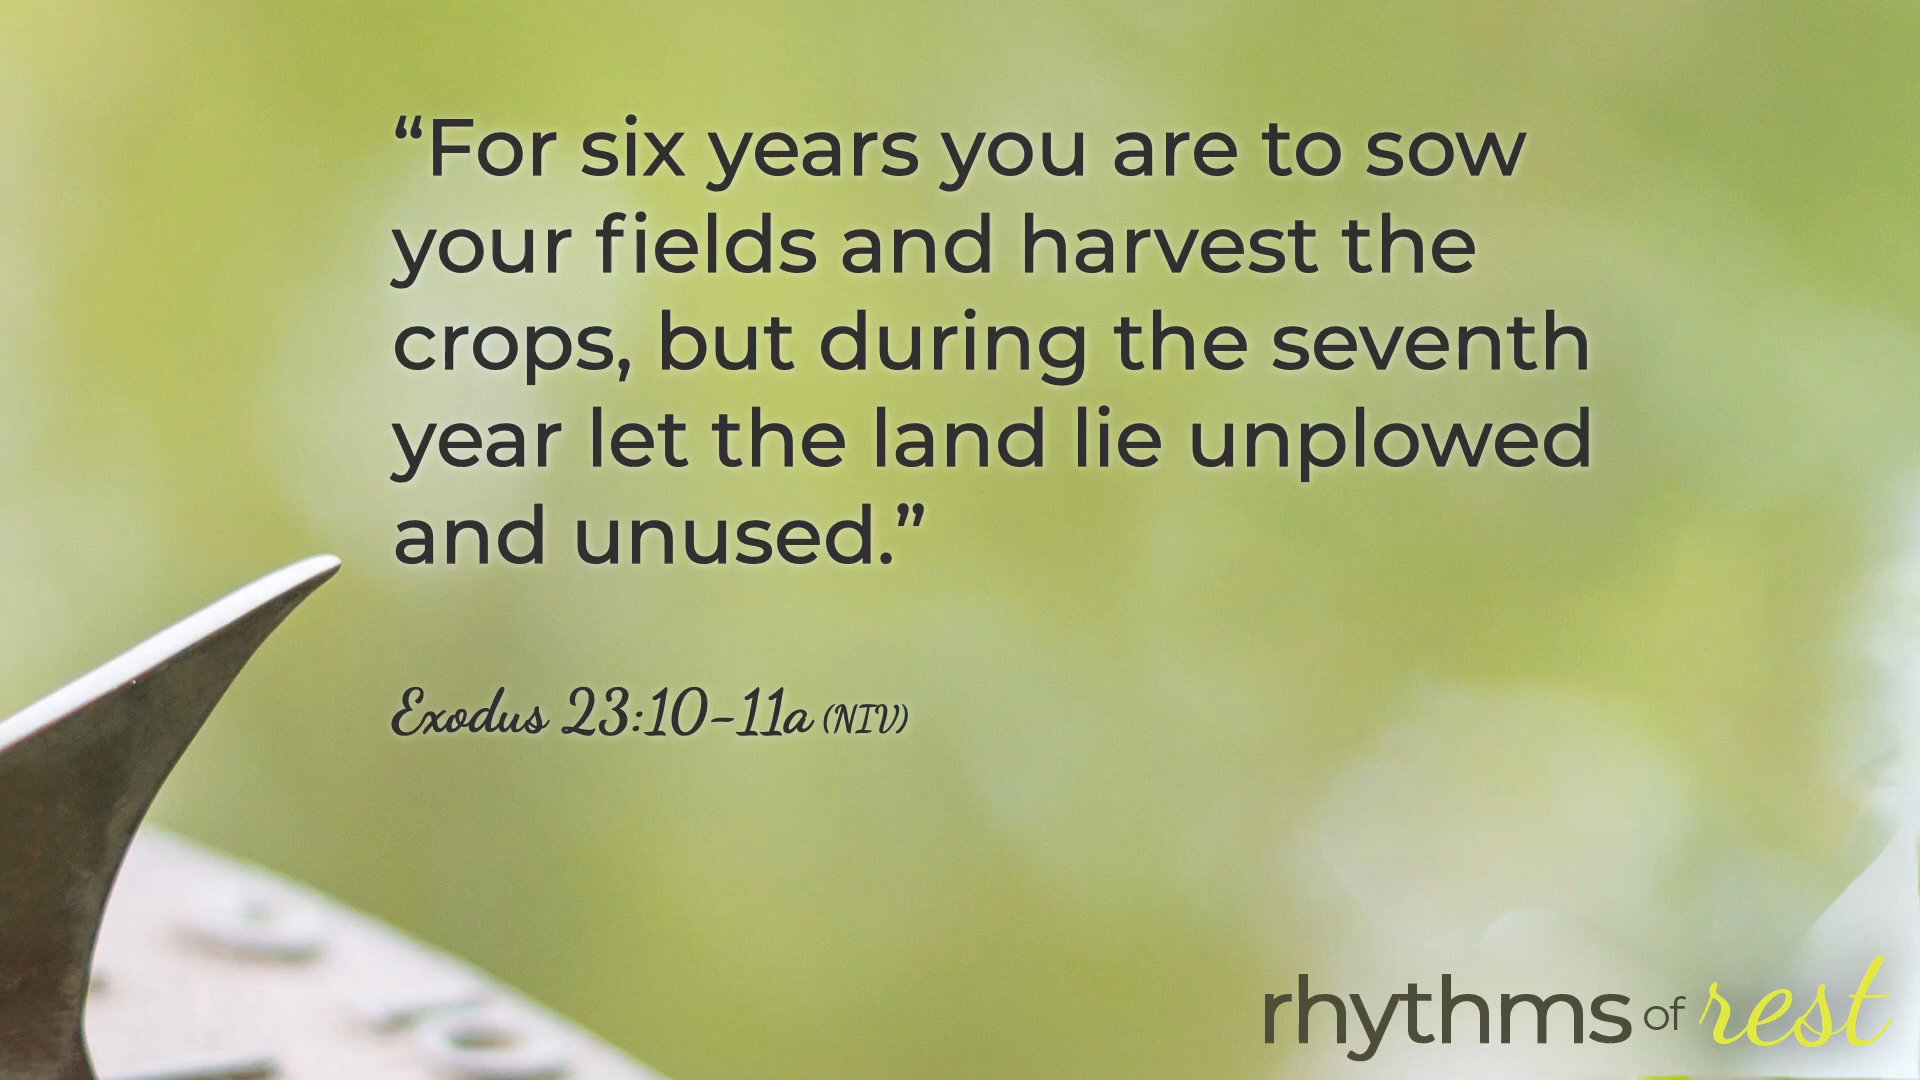 “For six years you are to sow
your fields and harvest the
crops, but during the seventh
year let the land lie unplowed
and unused.”
Exodus 23:10-11a (NIV)
rhythms of rest